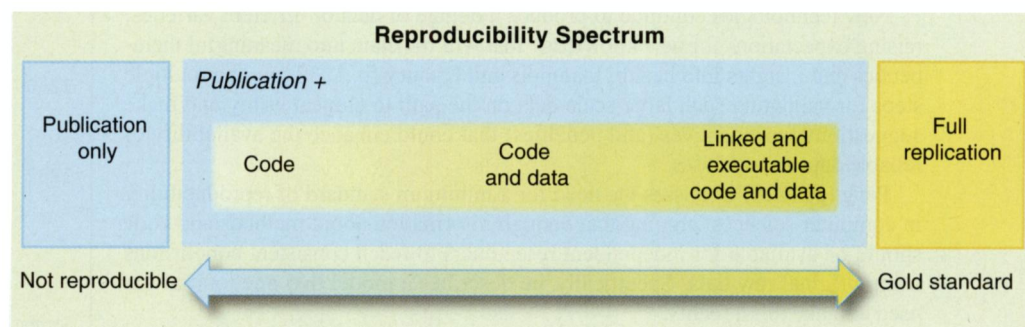 Reproducibility Spectrum
Publication only
Publication +
Code
Code
and data
Linked and
executable
code and data
Full
replication
Not reproducible
Gold standard